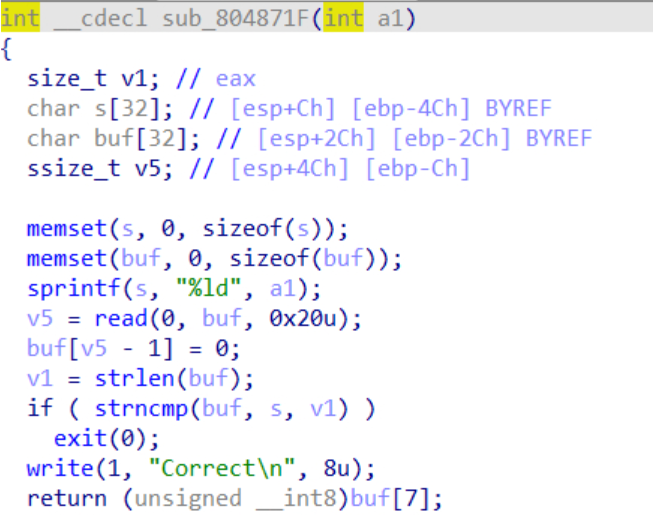 int __cdecl sub_804871F(int a1)
{
size_t v1; // eax
char s[32]; // [esp+Ch] [ebp-4Ch] BYREF
char buf[32]; // [esp+2Ch] [ebp-2Ch] BYREF
ssize_t v5; // [esp+4Ch] [ebp-Ch]
memset(s, 0, sizeof(s));
memset(buf, 0, sizeof(buf));
sprintf(s, "%ld", a1);
v5 = read(0, buf, 0x20u);
buf[v5 - 1] = 0;
v1 = strlen(buf);
if ( strncmp(buf, s, v1) )
exit(0);
write(1, "Correct\n", 8u);
return (unsigned __int8)buf[7];